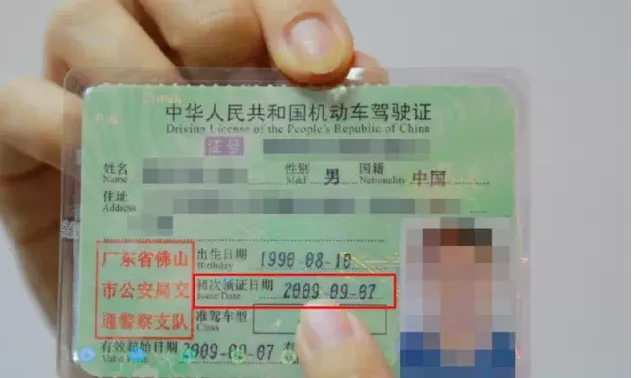 中华人民共和国机动车驾驶证
Driving License of the People's Republic of China
证号
姓名 性别 男 国籍 中国
Name M&F Nationality
住址
Address
广东省佛山
市公安局交
通警察支队
出生日期 1990-08-10
Birthday
初次领证日期 2009-09-07
Issue Date
准驾车型
Class
有效起始日期 2009-09-07 有
Valid From